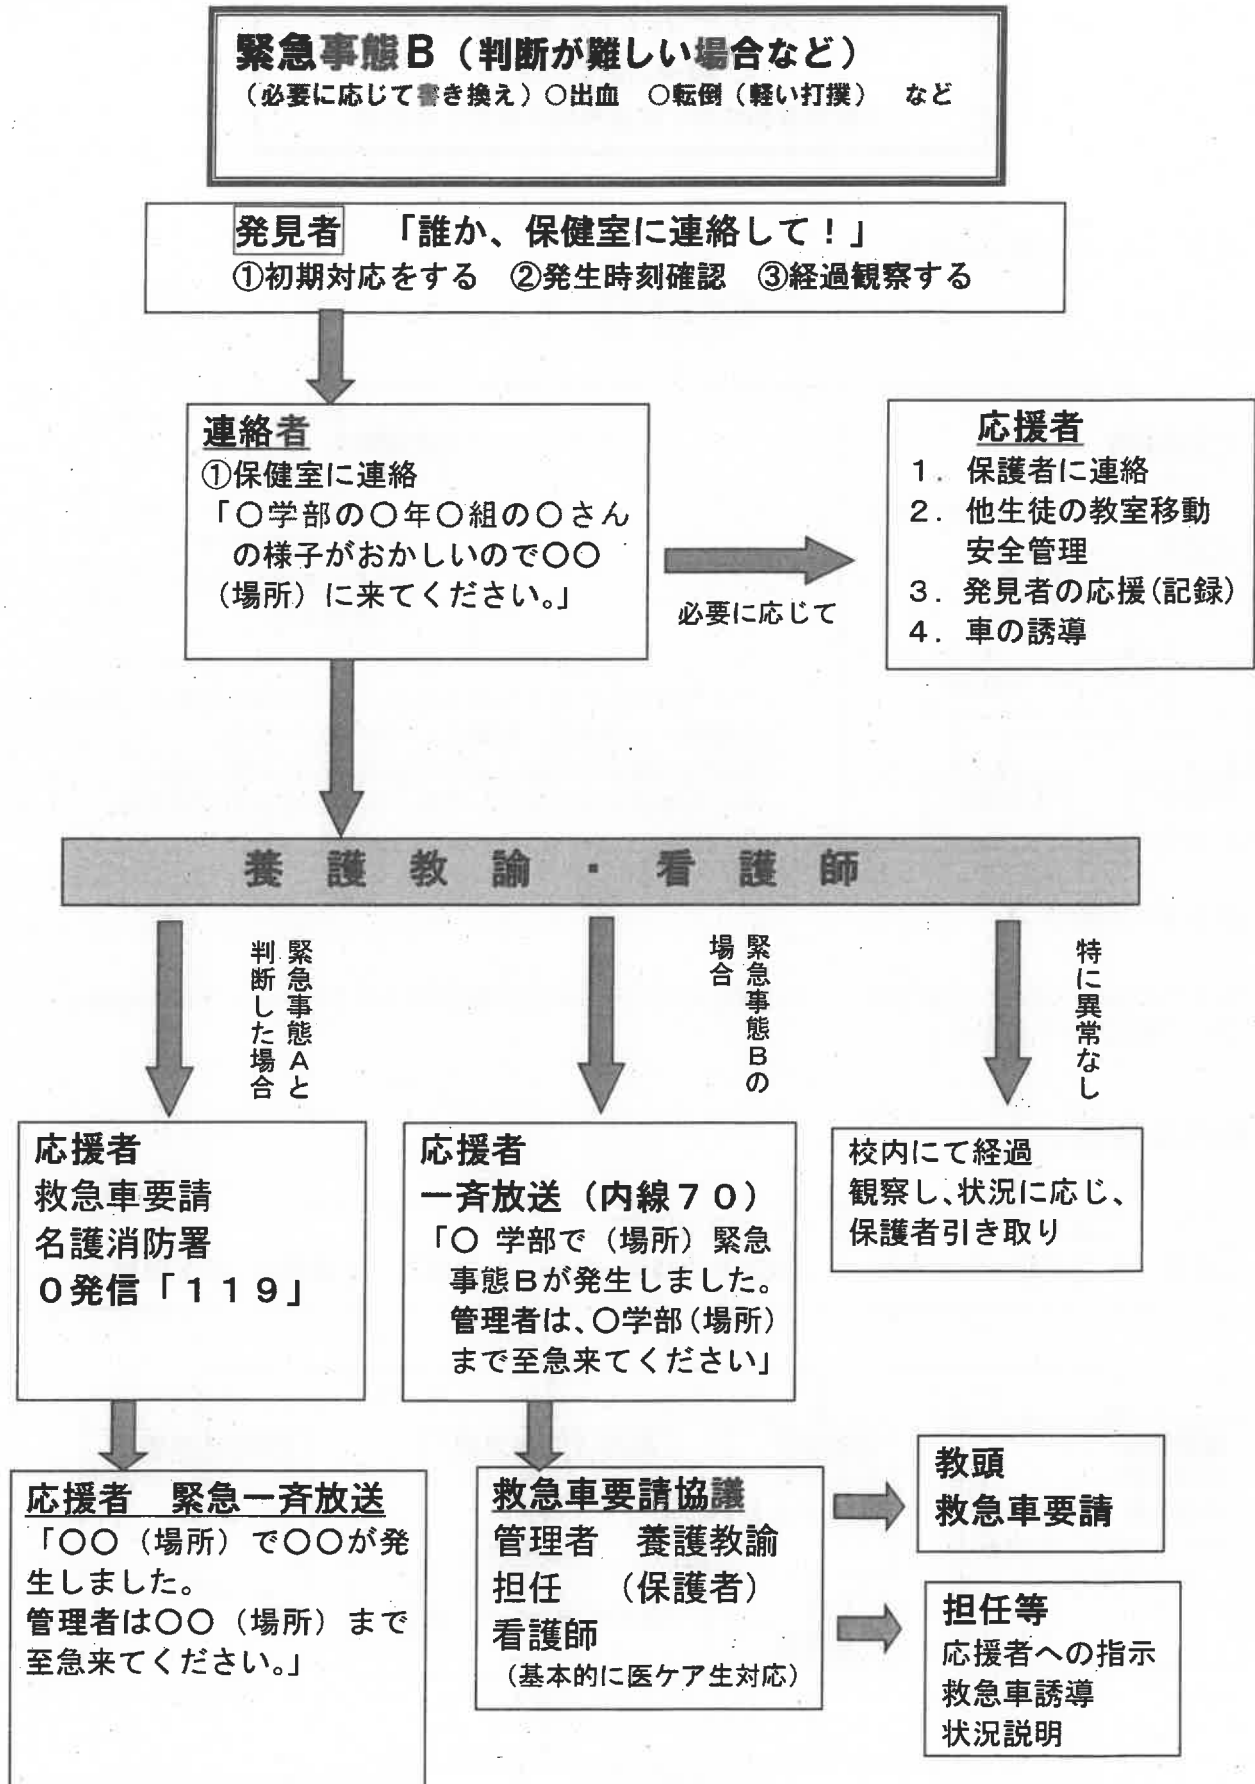 緊急事態B（判断が難しい場合など）
（必要に応じて書き換え）○出血　○転倒（軽い打撲）　など
発見者　「誰か、保健室に連絡して！」
①初期対応をする　②発生時刻確認　③経過観察する
連絡者
①保健室に連絡
「○学部の○年○組の○さん
の様子がおかしいので○○
（場所）に来てください。」
必要に応じて
応援者
１．保護者に連絡
２．他生徒の教室移動
安全管理
３．発見者の応援（記録）
４．車の誘導
養護教諭・看護師
緊急事態Aと
判断した場合
緊急事態Bの
場合
特に異常なし
応援者
救急車要請
名護消防署
０発信「１１９」
応援者
一斉放送（内線７０）
「○ 学部で（場所）緊急
事態Bが発生しました。
管理者は、○学部（場所）
まで至急来てください」
校内にて経過
観察し、状況に応じ、
保護者引き取り
応援者　緊急一斉放送
「○○（場所）で○○が発
生しました。
管理者は○○（場所）まで
至急来てください。」
救急車要請協議
管理者　養護教諭
担任　（保護者）
看護師
（基本的に医ケア生対応）
教頭
救急車要請
担任等
応援者への指示
救急車誘導
状況説明